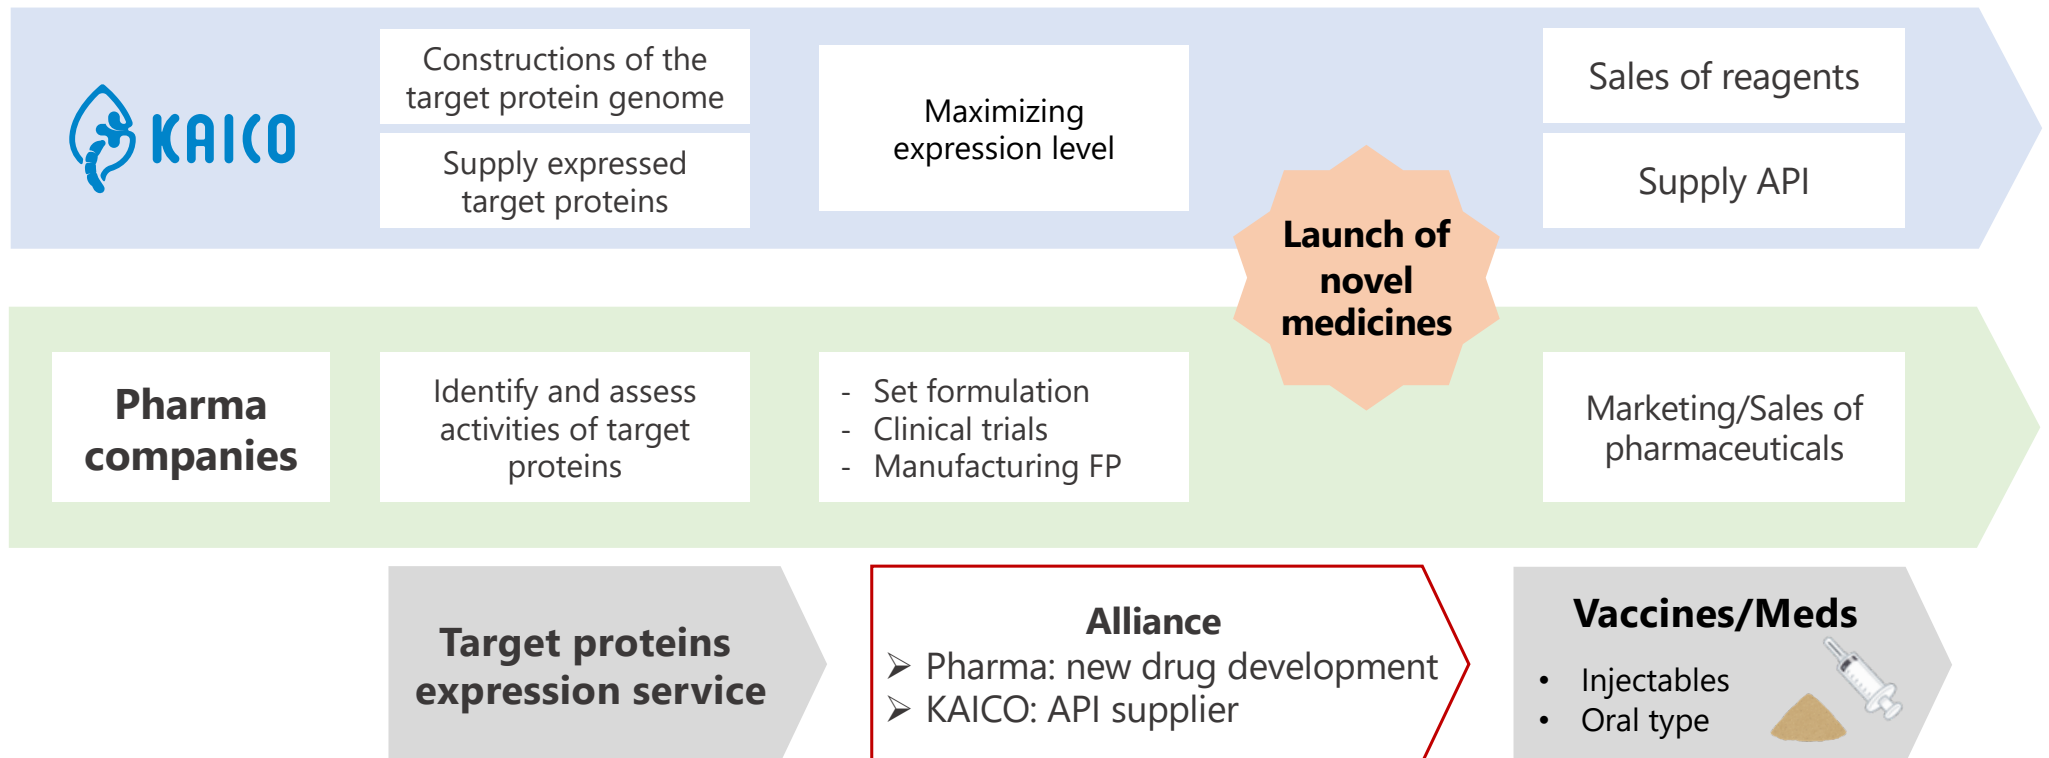 KAICO
Constructions of the
target protein genome
Supply expressed
target proteins
Maximizing
expression level
Sales of reagents
Supply API
Launch of
novel
medicines
Pharma
companies
Identify and assess
activities of target
proteins
- Set formulation
- Clinical trials
- Manufacturing FP
Marketing/Sales of
pharmaceuticals
Target proteins
expression service
Alliance
➢ Pharma: new drug development
➢ KAICO: API supplier
Vaccines/Meds
• Injectables
• Oral type